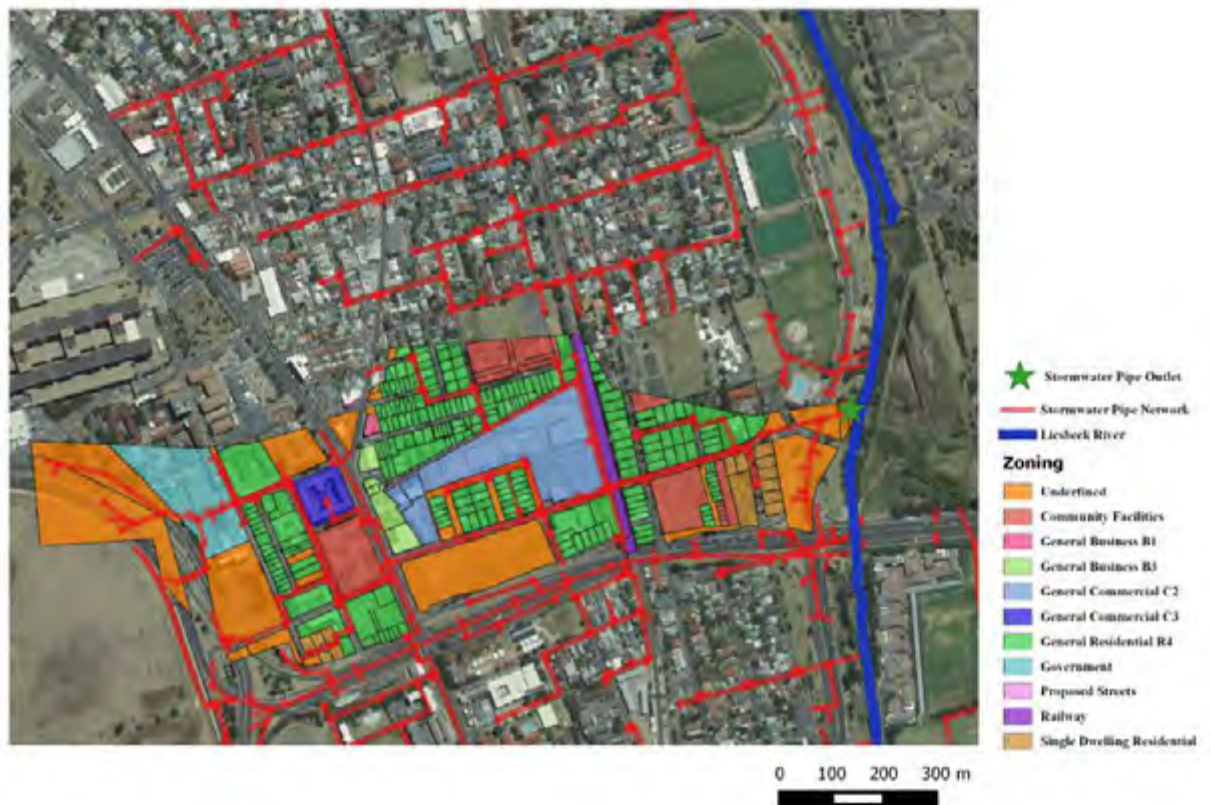 Stormwater Pipe Outlet
Stormwater Pipe Network
Liesbeek River
Zoning
Underfined
Community Facilities
General Business B1
General Business B3
General Commercial C2
General Commercial C3
General Residential R4
Government
Proposed Streets
Railway
Single Dwelling Residential
0 100 200 300 m